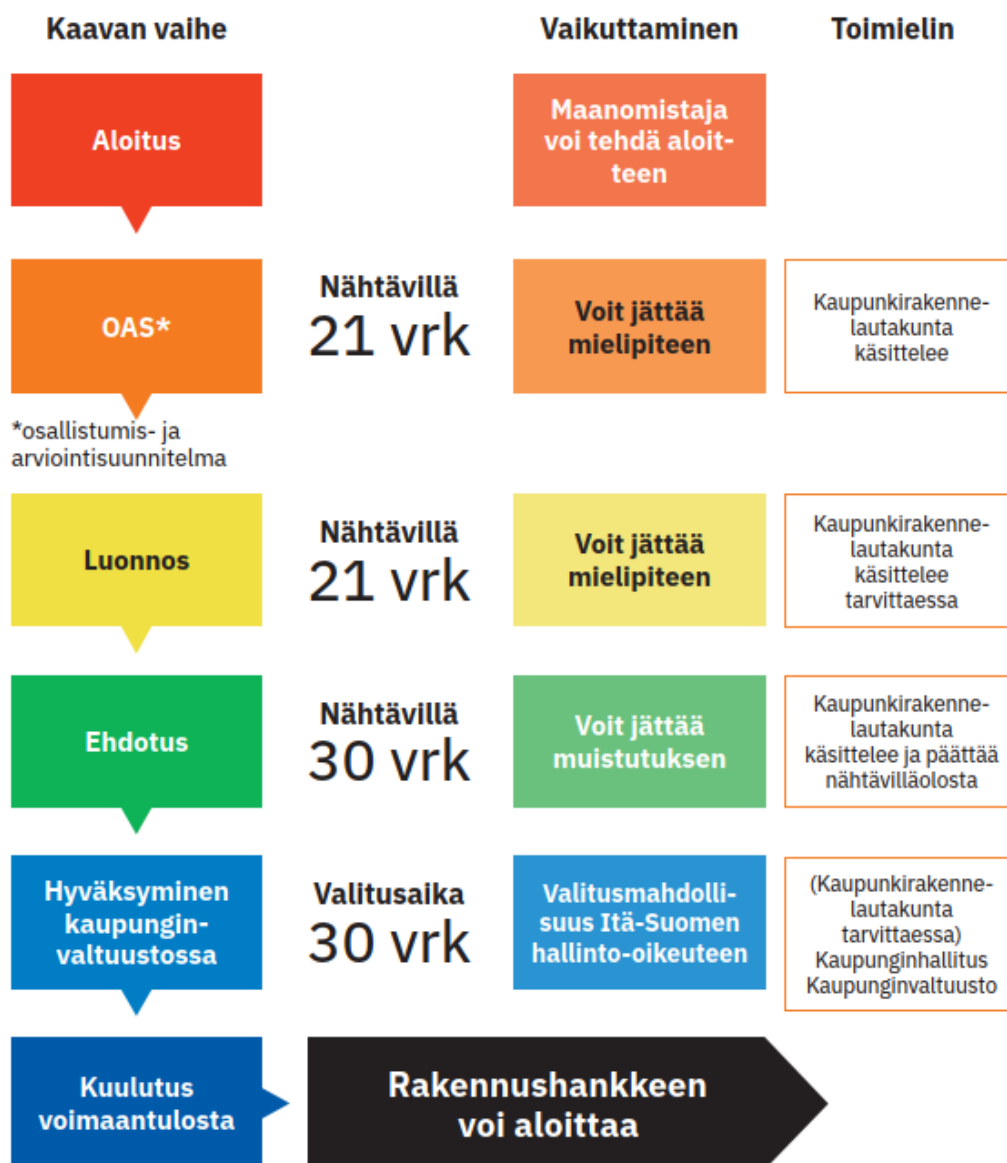 Kaavan vaihe
Vaikuttaminen
Toimielin
Aloitus
Maanomistaja
voi tehdä aloit-
teen
OAS*
Nähtävillä
21 vrk
Voit jättää
mielipiteen
Kaupunkirakenne-
lautakunta
käsittelee
*osallistumis- ja
arviointisuunnitelma
Luonnos
Nähtävillä
21 vrk
Voit jättää
mielipiteen
Kaupunkirakenne-
lautakunta
käsittelee
tarvittaessa
Ehdotus
Nähtävillä
30 vrk
Voit jättää
muistutuksen
Kaupunkirakenne-
lautakunta
käsittelee ja päättää
nähtävilläolosta
Hyväksyminen
kaupungin-
valtuustossa
Valitusaika
30 vrk
Valitusmahdolli-
suus Itä-Suomen
hallinto-oikeuteen
(Kaupunkirakenne-
lautakunta
tarvittaessa)
Kaupunginhallitus
Kaupunginvaltuusto
Kuulutus
voimaantulosta
Rakennushankkeen
voi aloittaa